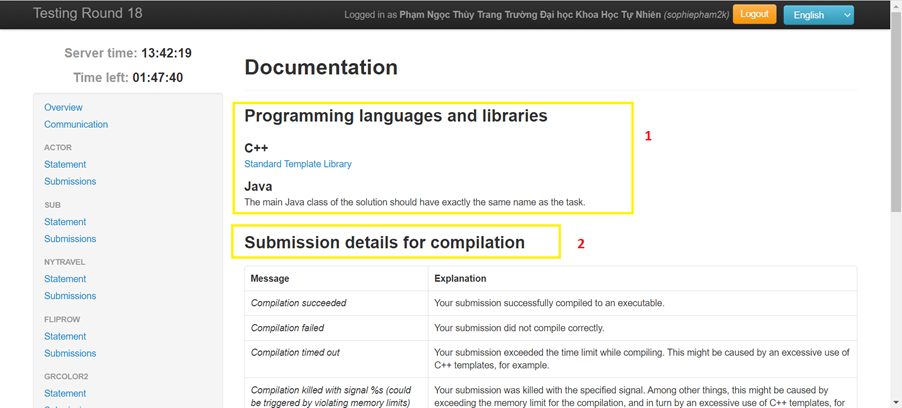 Testing Round 18
Logged in as Phạm Ngọc Thùy Trang Trường Đại học Khoa Học Tự Nhiên (sophiepham2k)
Logout
English
Server time: 13:42:19
Time left: 01:47:40
Overview
Communication
ACTOR
Statement
Submissions
SUB
Statement
Submissions
NYTRAVEL
Statement
Submissions
FLIPROW
Statement
Submissions
GRCOLOR2
Statement
Documentation
Programming languages and libraries
1
C++
Standard Template Library
Java
The main Java class of the solution should have exactly the same name as the task.
Submission details for compilation
2
Message Explanation
Compilation succeeded Your submission successfully compiled to an executable.
Compilation failed Your submission did not compile correctly.
Compilation timed out Your submission exceeded the time limit while compiling. This might be caused by an excessive use of
C++ templates, for example.
Compilation killed with signal %s (could Your submission was killed with the specified signal. Among other things, this might be caused by
be triggered by violating memory limits) exceeding the memory limit for the compilation, and in turn by an excessive use of C++ templates, for